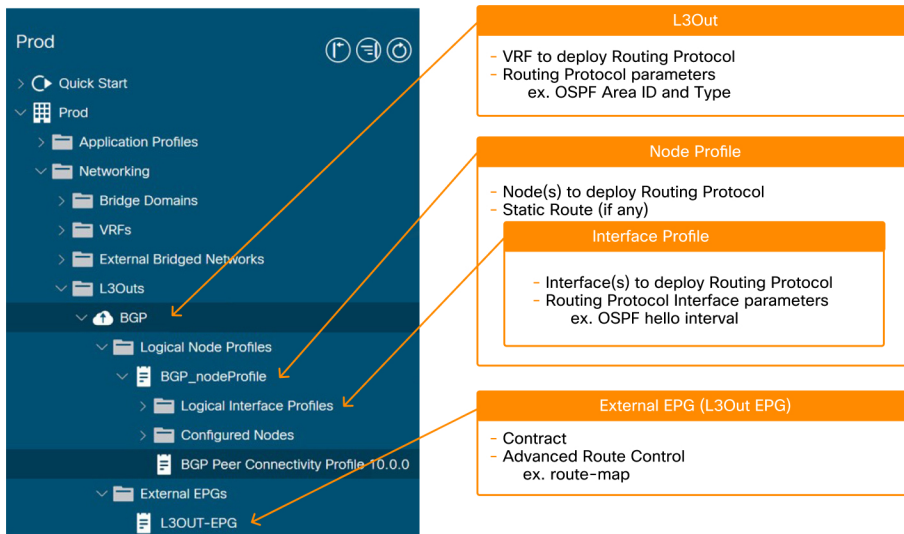 Prod
Quick Start
Prod
Application Profiles
Networking
Bridge Domains
VRFs
External Bridged Networks
L3Outs
BGP
Logical Node Profiles
BGP_nodeProfile
Logical Interface Profiles
Configured Nodes
BGP Peer Connectivity Profile 10.0.0
External EPGs
L3OUT-EPG
L3Out
- VRF to deploy Routing Protocol
- Routing Protocol parameters
ex. OSPF Area ID and Type
Node Profile
- Node(s) to deploy Routing Protocol
- Static Route (if any)
Interface Profile
- Interface(s) to deploy Routing Protocol
- Routing Protocol Interface parameters
ex. OSPF hello interval
External EPG (L3Out EPG)
- Contract
- Advanced Route Control
ex. route-map